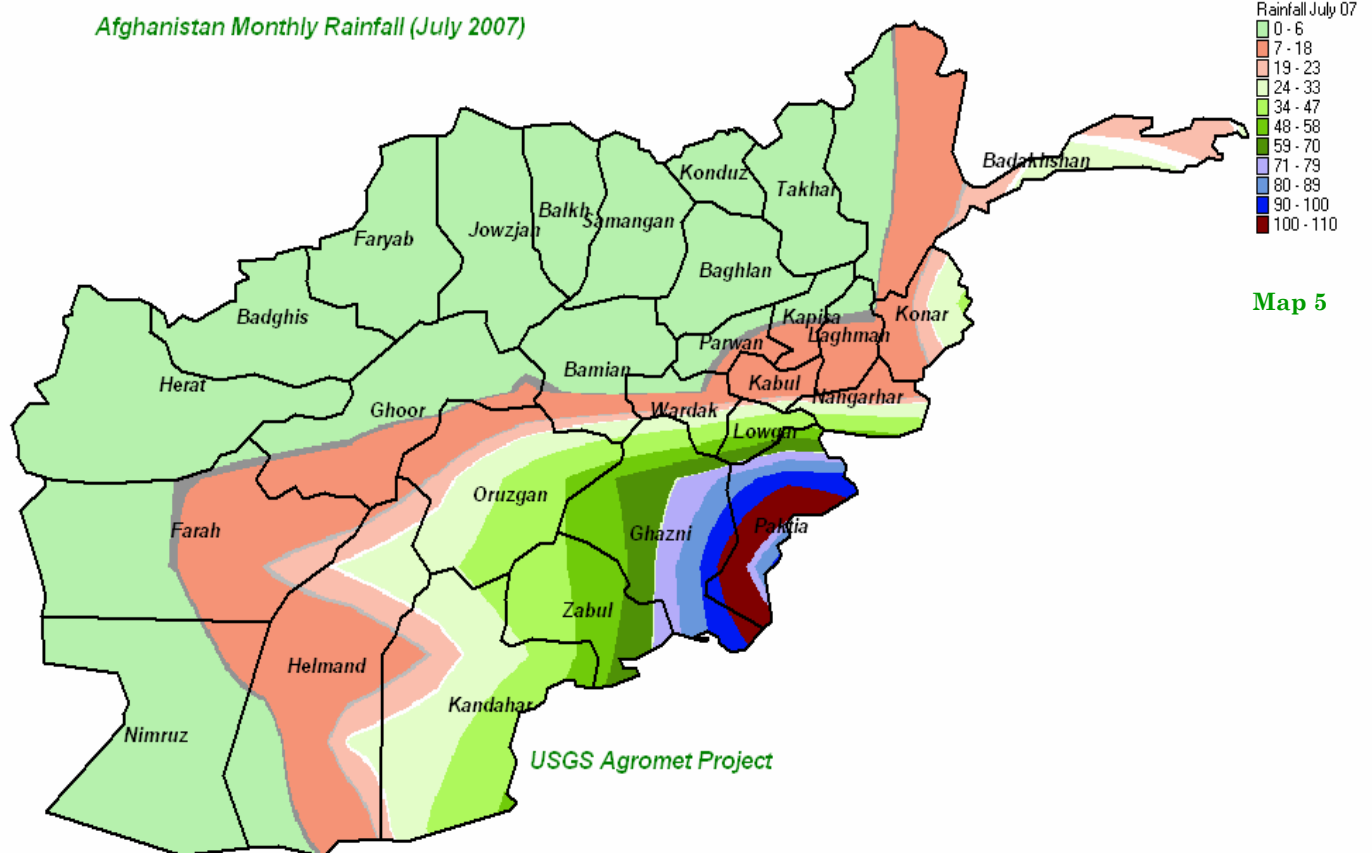 Afghanistan Monthly Rainfall (July 2007)
Rainfall July 07
0 - 6
7 - 18
19 - 23
24 - 33
34 - 47
48 - 58
59 - 70
71 - 79
80 - 89
90 - 100
100 - 110
Map 5
Badakhshan
Konduz
Takhar
Balkh
Samangan
Jowzjan
Faryab
Baghlan
Badghis
Kapisa
Konar
Laghman
Parwan
Herat
Bamian
Kabul
Nangarhar
Ghoor
Wardak
Lowgar
Oruzgan
Farah
Ghazni
Paktia
Zabul
Helmand
Kandahar
Nimruz
USGS Agromet Project